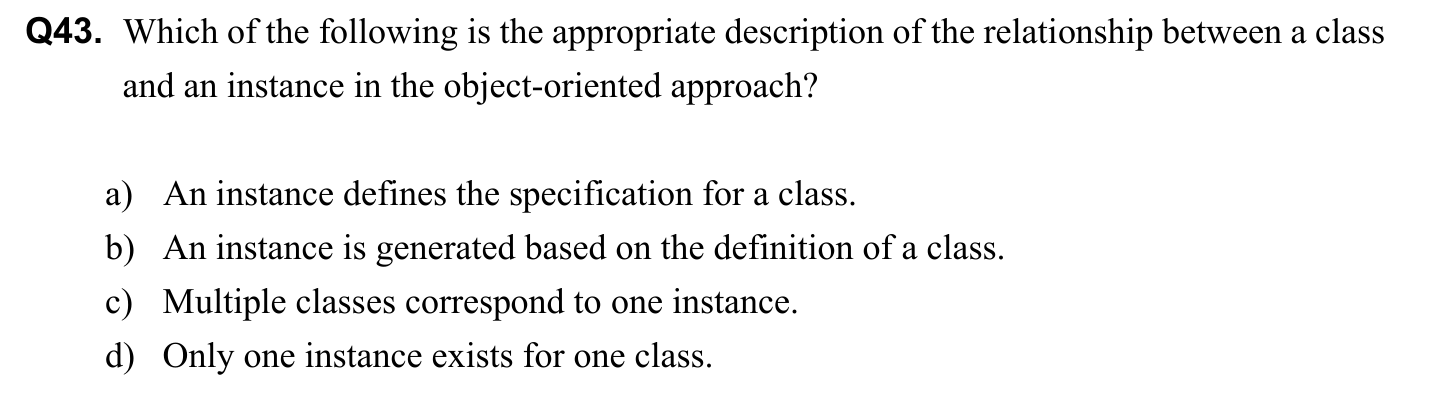 Q43. Which of the following is the appropriate description of the relationship between a class
and an instance in the object-oriented approach?
a) An instance defines the specification for a class.
b) An instance is generated based on the definition of a class.
c) Multiple classes correspond to one instance.
d) Only one instance exists for one class.